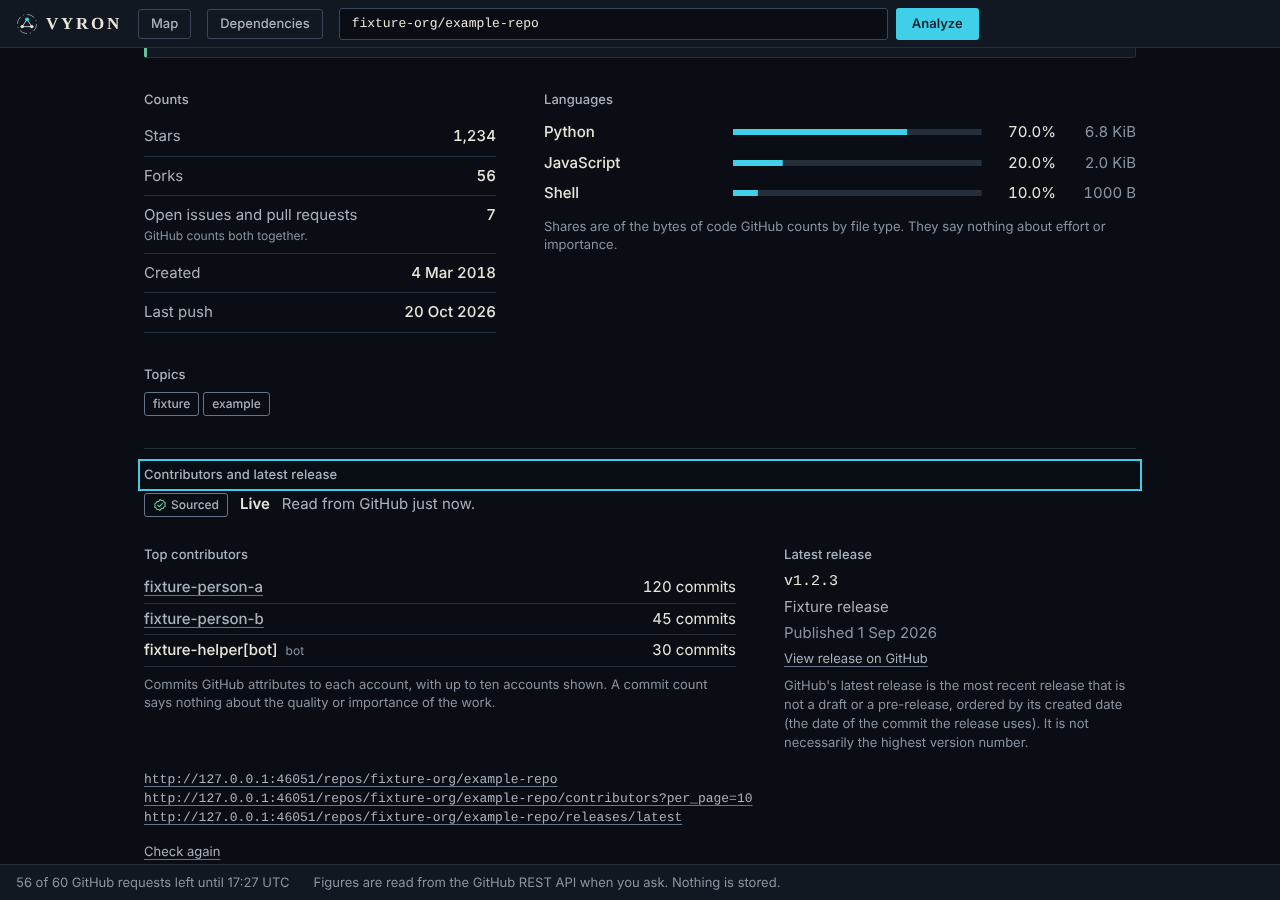 VYRON
Map
Dependencies
fixture-org/example-repo
Analyze
Counts
Stars 1,234
Forks 56
Open issues and pull requests 7
GitHub counts both together.
Created 4 Mar 2018
Last push 20 Oct 2026
Languages
Python 70.0% 6.8 KiB
JavaScript 20.0% 2.0 KiB
Shell 10.0% 1000 B
Shares are of the bytes of code GitHub counts by file type. They say nothing about effort or
importance.
Topics
fixture example
Contributors and latest release
Sourced Live Read from GitHub just now.
Top contributors
fixture-person-a 120 commits
fixture-person-b 45 commits
fixture-helper[bot] bot 30 commits
Commits GitHub attributes to each account, with up to ten accounts shown. A commit count
says nothing about the quality or importance of the work.
Latest release
v1.2.3
Fixture release
Published 1 Sep 2026
View release on GitHub
GitHub's latest release is the most recent release that is
not a draft or a pre-release, ordered by its created date
(the date of the commit the release uses). It is not
necessarily the highest version number.
http://127.0.0.1:46051/repos/fixture-org/example-repo
http://127.0.0.1:46051/repos/fixture-org/example-repo/contributors?per_page=10
http://127.0.0.1:46051/repos/fixture-org/example-repo/releases/latest
Check again
56 of 60 GitHub requests left until 17:27 UTC
Figures are read from the GitHub REST API when you ask. Nothing is stored.